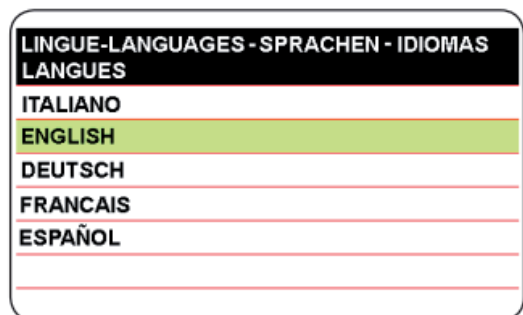 LINGUE-LANGUAGES - SPRACHEN - IDIOMAS
LANGUES
ITALIANO
ENGLISH
DEUTSCH
FRANCAIS
ESPAÑOL